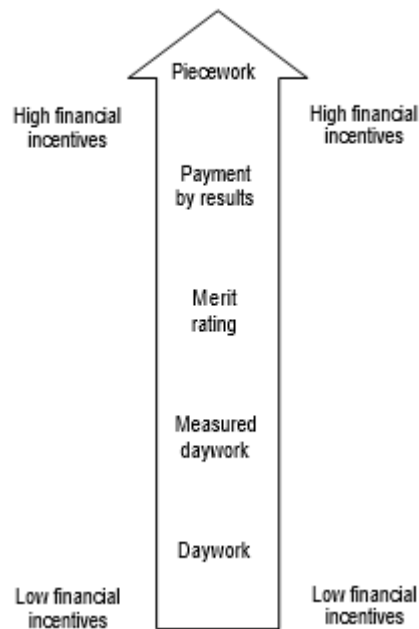 Piecework
High financial
incentives
High financial
incentives
Payment
by results
Merit
rating
Measured
daywork
Daywork
Low financial
incentives
Low financial
incentives